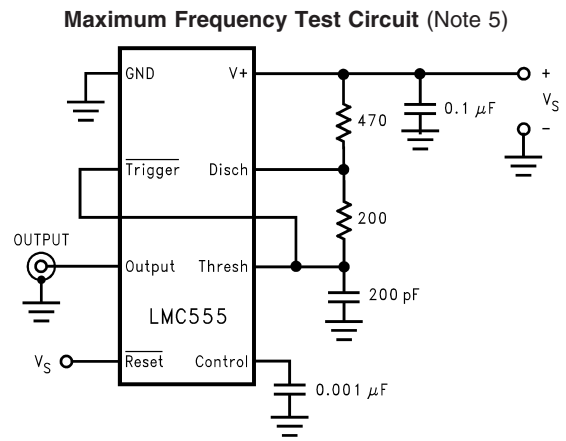 Maximum Frequency Test Circuit (Note 5)
GND V+
+
0.1 μF
V_S
470
-
Trigger Disch
200
OUTPUT
Output Thresh
200 pF
LMC555
V_S
Reset Control
0.001 μF